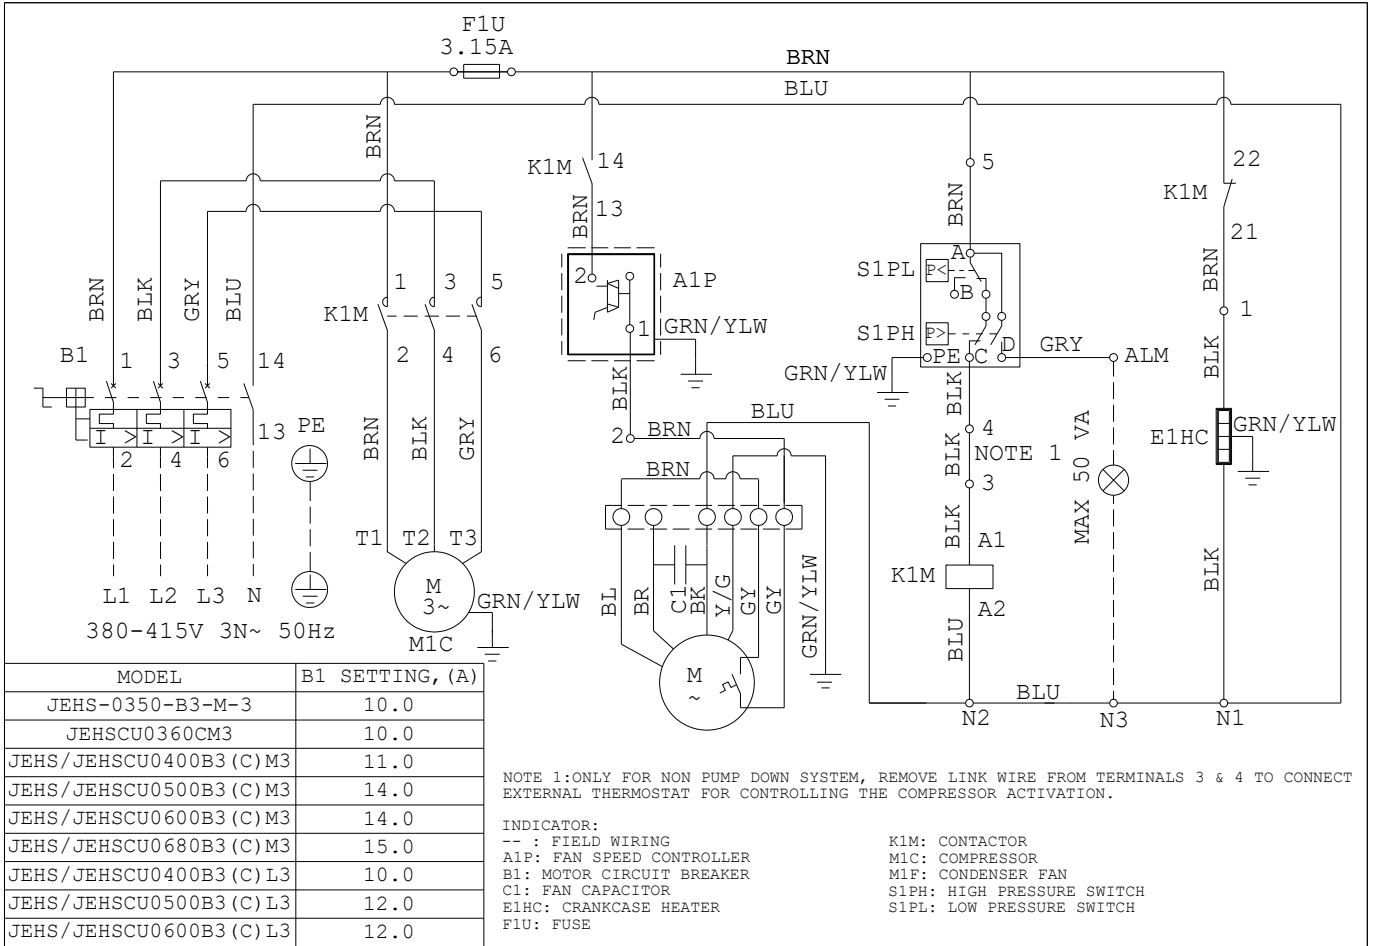 F1U
3.15A
BRN
BLU
BRN
K1M
14
BRN
13
5
BRN
22
K1M
21
BRN
A
S1PL
P<
B
S1PH
P>
D
PE
C
GRY
ALM
GRN/YLW
1
BLK
2
1
A1P
GRN/YLW
BLK
2
BRN
BLU
BRN
BRN
BLK
GRY
BLU
B1
1
3
5
14
I >
I >
I >
13
2
4
6
PE
K1M
1
3
5
2
4
6
BRN
BLK
GRY
T1
T2
T3
M
3~
GRN/YLW
M1C
L1
L2
L3
N
380-415V 3N~ 50Hz
BL
BR
C1
BK
Y/G
GY
GY
GRN/YLW
M
~
BLK
4
BLK
NOTE 1
3
BLK
A1
K1M
A2
BLU
MAX 50 VA
E1HC
GRN/YLW
BLK
BLU
N2
N3
N1
MODEL
B1 SETTING,(A)
JEHS-0350-B3-M-3
10.0
JEHSCU0360CM3
10.0
JEHS/JEHSCU0400B3(C)M3
11.0
JEHS/JEHSCU0500B3(C)M3
14.0
JEHS/JEHSCU0600B3(C)M3
14.0
JEHS/JEHSCU0680B3(C)M3
15.0
JEHS/JEHSCU0400B3(C)L3
10.0
JEHS/JEHSCU0500B3(C)L3
12.0
JEHS/JEHSCU0600B3(C)L3
12.0
NOTE 1:ONLY FOR NON PUMP DOWN SYSTEM, REMOVE LINK WIRE FROM TERMINALS 3 & 4 TO CONNECT
EXTERNAL THERMOSTAT FOR CONTROLLING THE COMPRESSOR ACTIVATION.
INDICATOR:
-- : FIELD WIRING
A1P: FAN SPEED CONTROLLER
B1: MOTOR CIRCUIT BREAKER
C1: FAN CAPACITOR
E1HC: CRANKCASE HEATER
F1U: FUSE
K1M: CONTACTOR
M1C: COMPRESSOR
M1F: CONDENSER FAN
S1PH: HIGH PRESSURE SWITCH
S1PL: LOW PRESSURE SWITCH